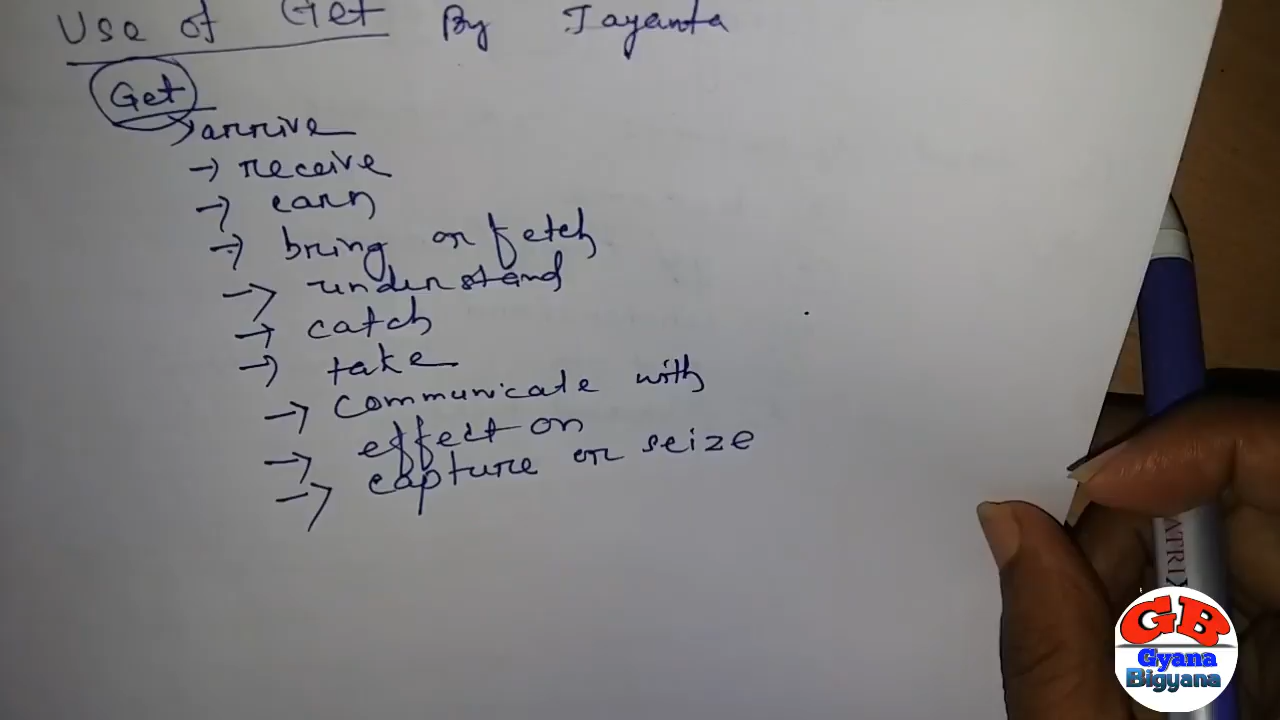 Use of Get By Jayanta
Get
→ arrive
→ receive
→ earn
→ bring or fetch
→ understand
→ catch
→ take
→ communicate with
→ effect on
→ capture or seize
ATRIX
GB
Gyana
Bigyana